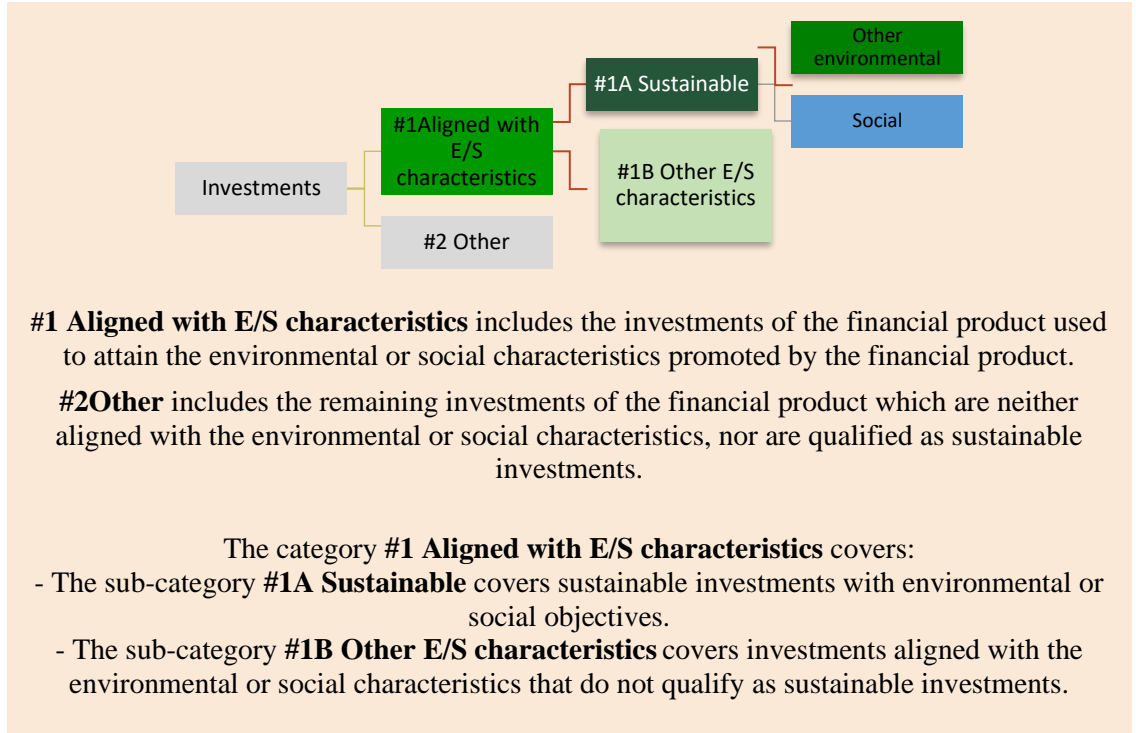 Other
environmental
#1A Sustainable
Social
#1Aligned with
E/S
characteristics
#1B Other E/S
characteristics
Investments
#2 Other
#1 Aligned with E/S characteristics includes the investments of the financial product used
to attain the environmental or social characteristics promoted by the financial product.
#2Other includes the remaining investments of the financial product which are neither
aligned with the environmental or social characteristics, nor are qualified as sustainable
investments.
The category #1 Aligned with E/S characteristics covers:
- The sub-category #1A Sustainable covers sustainable investments with environmental or
social objectives.
- The sub-category #1B Other E/S characteristics covers investments aligned with the
environmental or social characteristics that do not qualify as sustainable investments.